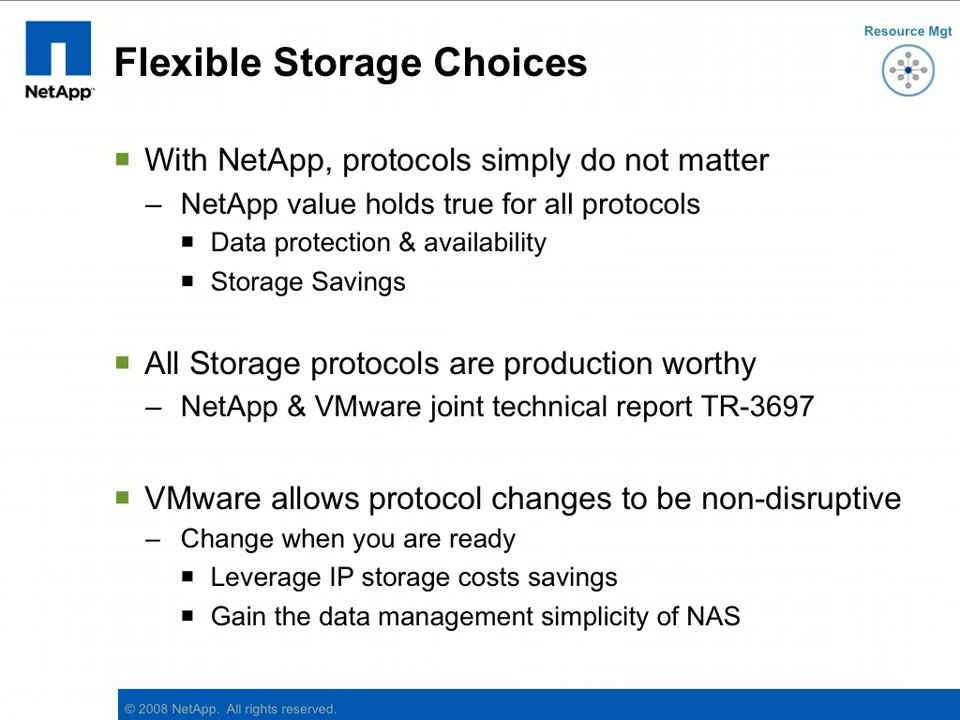 Resource Mgt
NetApp™
Flexible Storage Choices
With NetApp, protocols simply do not matter
– NetApp value holds true for all protocols
Data protection & availability
Storage Savings
All Storage protocols are production worthy
– NetApp & VMware joint technical report TR-3697
VMware allows protocol changes to be non-disruptive
– Change when you are ready
Leverage IP storage costs savings
Gain the data management simplicity of NAS
© 2008 NetApp. All rights reserved.